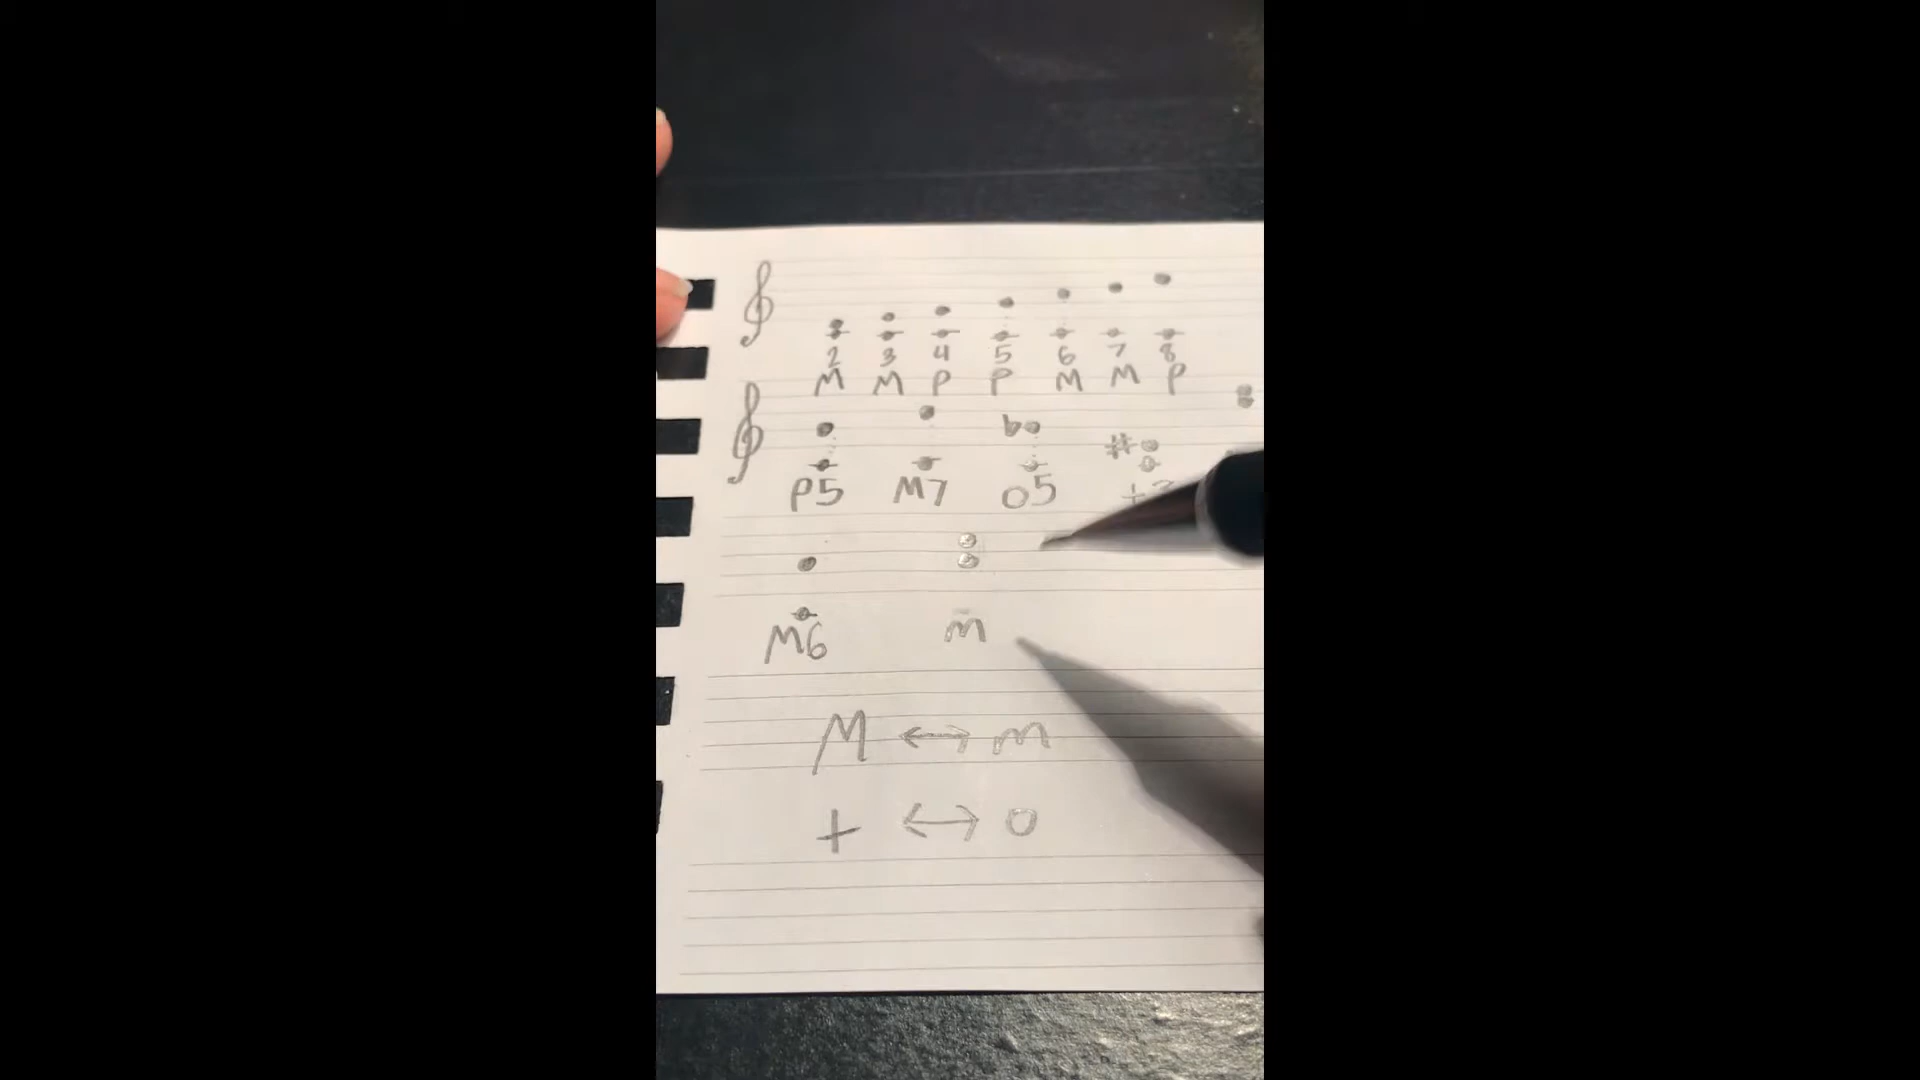 2 3 4 5 6 7 8
M M P P M M P
b #
P5 M7 O5 +
M6 m
M ↔ m
+ ↔ o